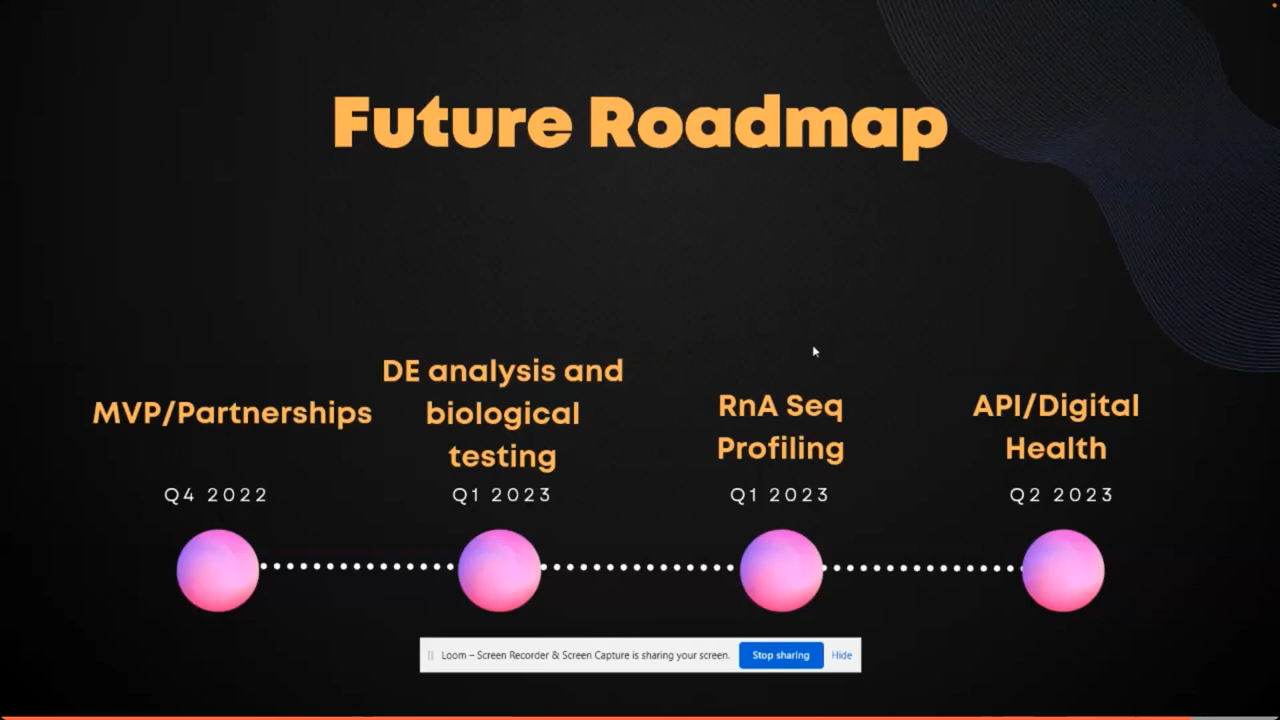 Future Roadmap
MVP/Partnerships
Q4 2022
DE analysis and
biological
testing
Q1 2023
RnA Seq
Profiling
Q1 2023
API/Digital
Health
Q2 2023
Loom – Screen Recorder & Screen Capture is sharing your screen. Stop sharing Hide